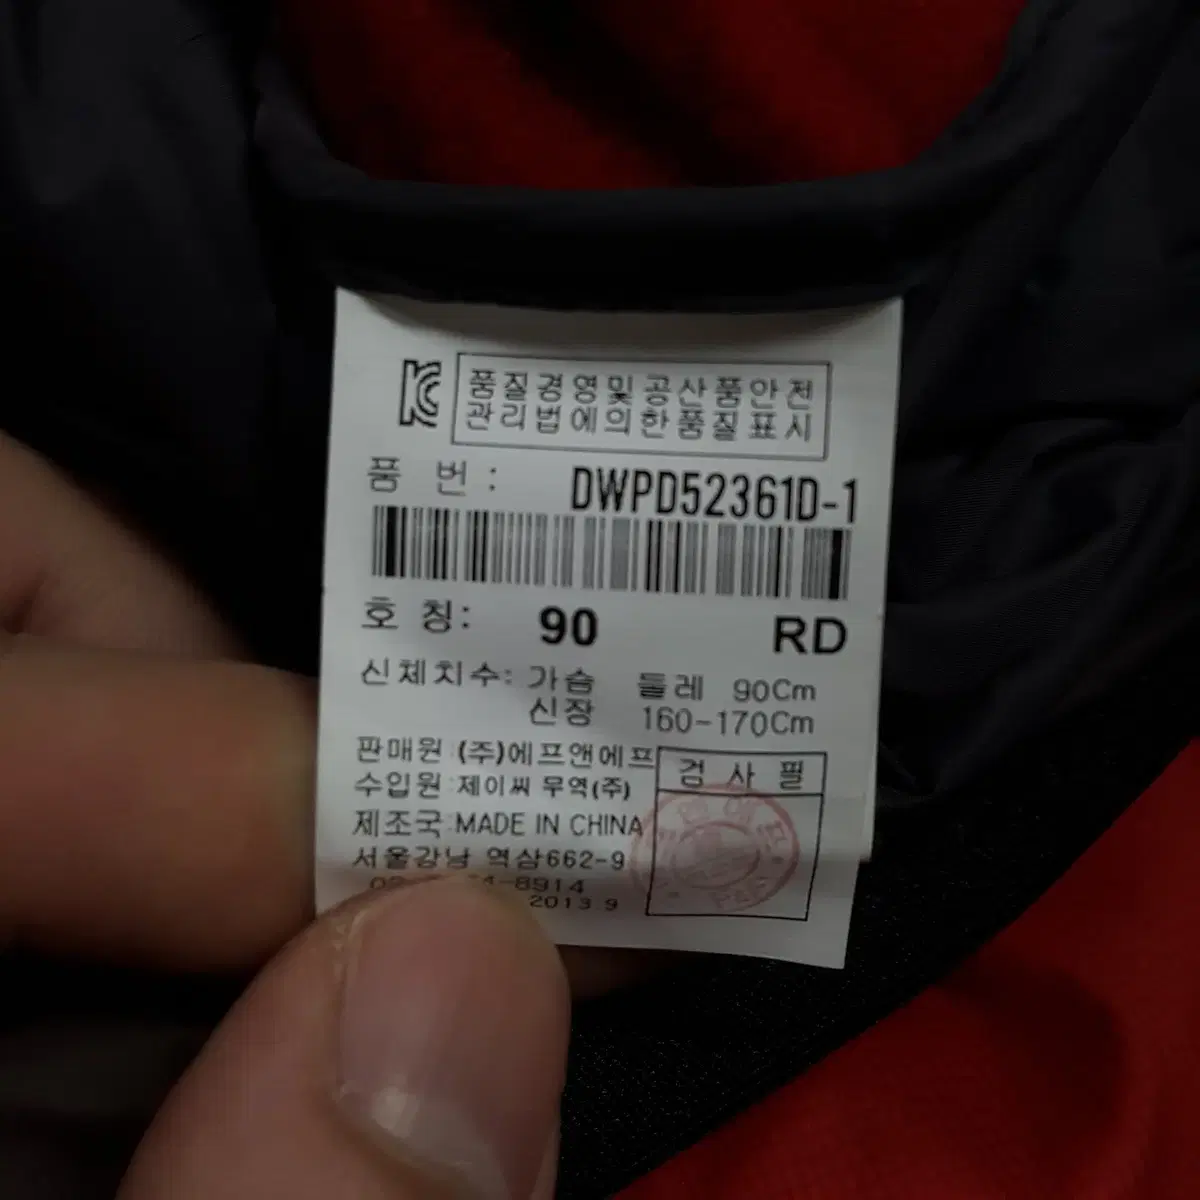 품질경영및공산품안전
관리법에의한품질표시
품 번 : DWPD52361D-1
호 칭: 90 RD
신체치수: 가슴 둘레 90Cm
신장 160-170Cm
판매원:(주)에프앤에프
수입원:제이씨 무역(주)
제조국:MADE IN CHINA
서울강남 역삼662-9
-8914
2013 9
검 사 필